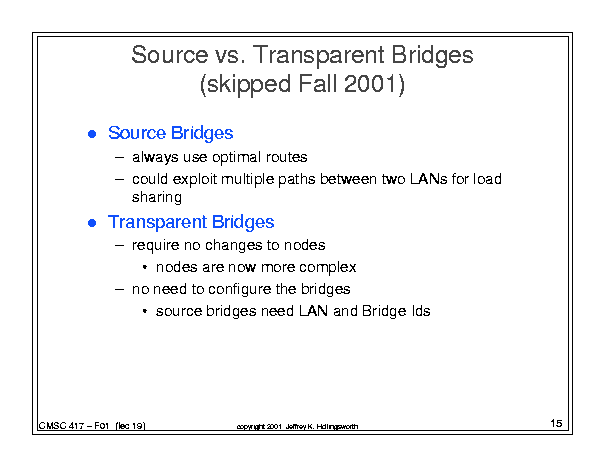 Source vs. Transparent Bridges
(skipped Fall 2001)
● Source Bridges
– always use optimal routes
– could exploit multiple paths between two LANs for load
sharing
● Transparent Bridges
– require no changes to nodes
• nodes are now more complex
– no need to configure the bridges
• source bridges need LAN and Bridge Ids
CMSC 417 – F01 (lec 19)
copyright 2001 Jeffrey K. Hollingsworth
15